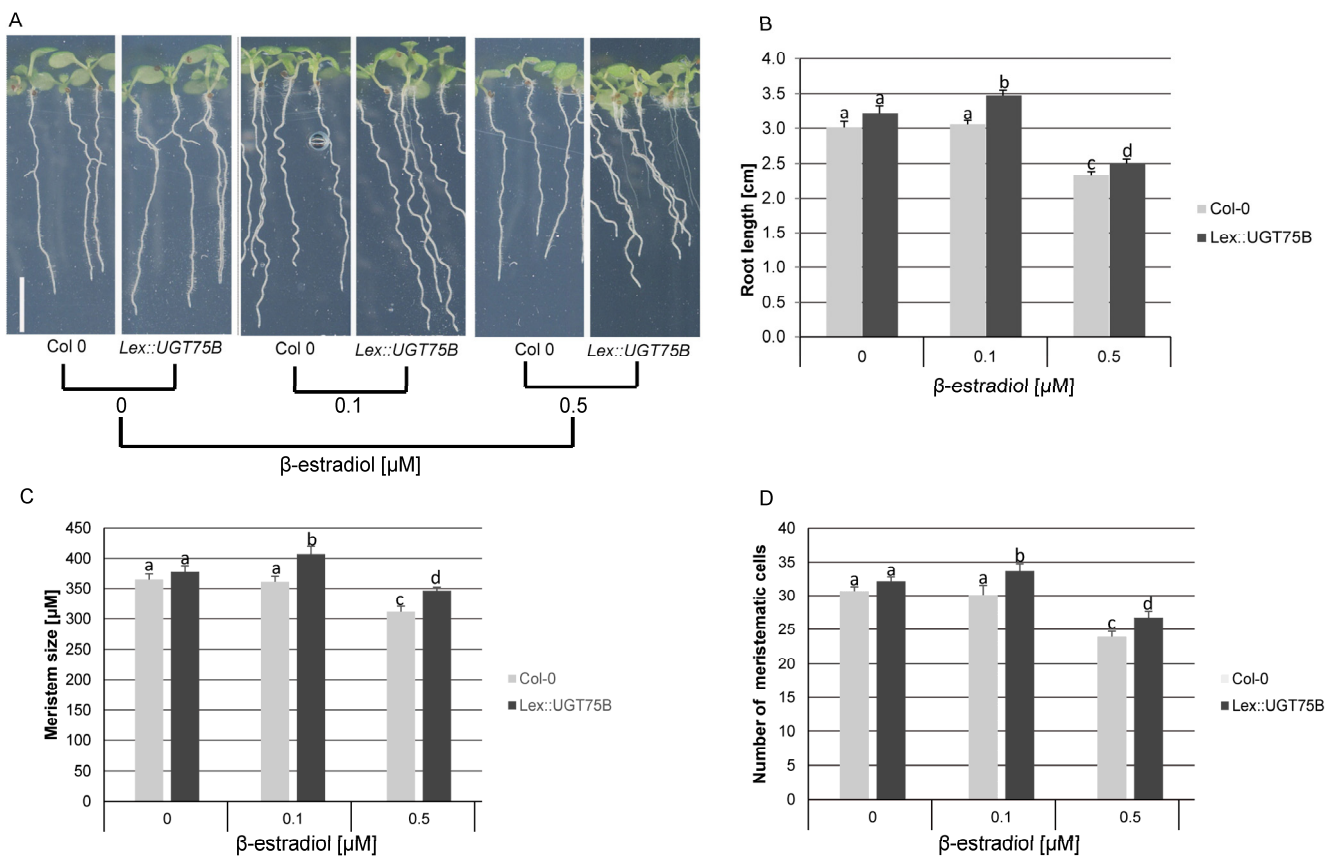 A
Col 0
Lex::UGT75B
Col 0
Lex::UGT75B
Col 0
Lex::UGT75B
0
0.1
0.5
β-estradiol [µM]
B
Root length [cm]
4.0
3.5
3.0
2.5
2.0
1.5
1.0
0.5
0.0
a
a
a
b
c
d
0
0.1
0.5
β-estradiol [µM]
Col-0
Lex::UGT75B
C
Meristem size [µM]
450
400
350
300
250
200
150
100
50
0
a
a
a
b
c
d
0
0.1
0.5
β-estradiol [µM]
Col-0
Lex::UGT75B
D
Number of meristematic cells
40
35
30
25
20
15
10
5
0
a
a
a
b
c
d
0
0.1
0.5
β-estradiol [µM]
Col-0
Lex::UGT75B